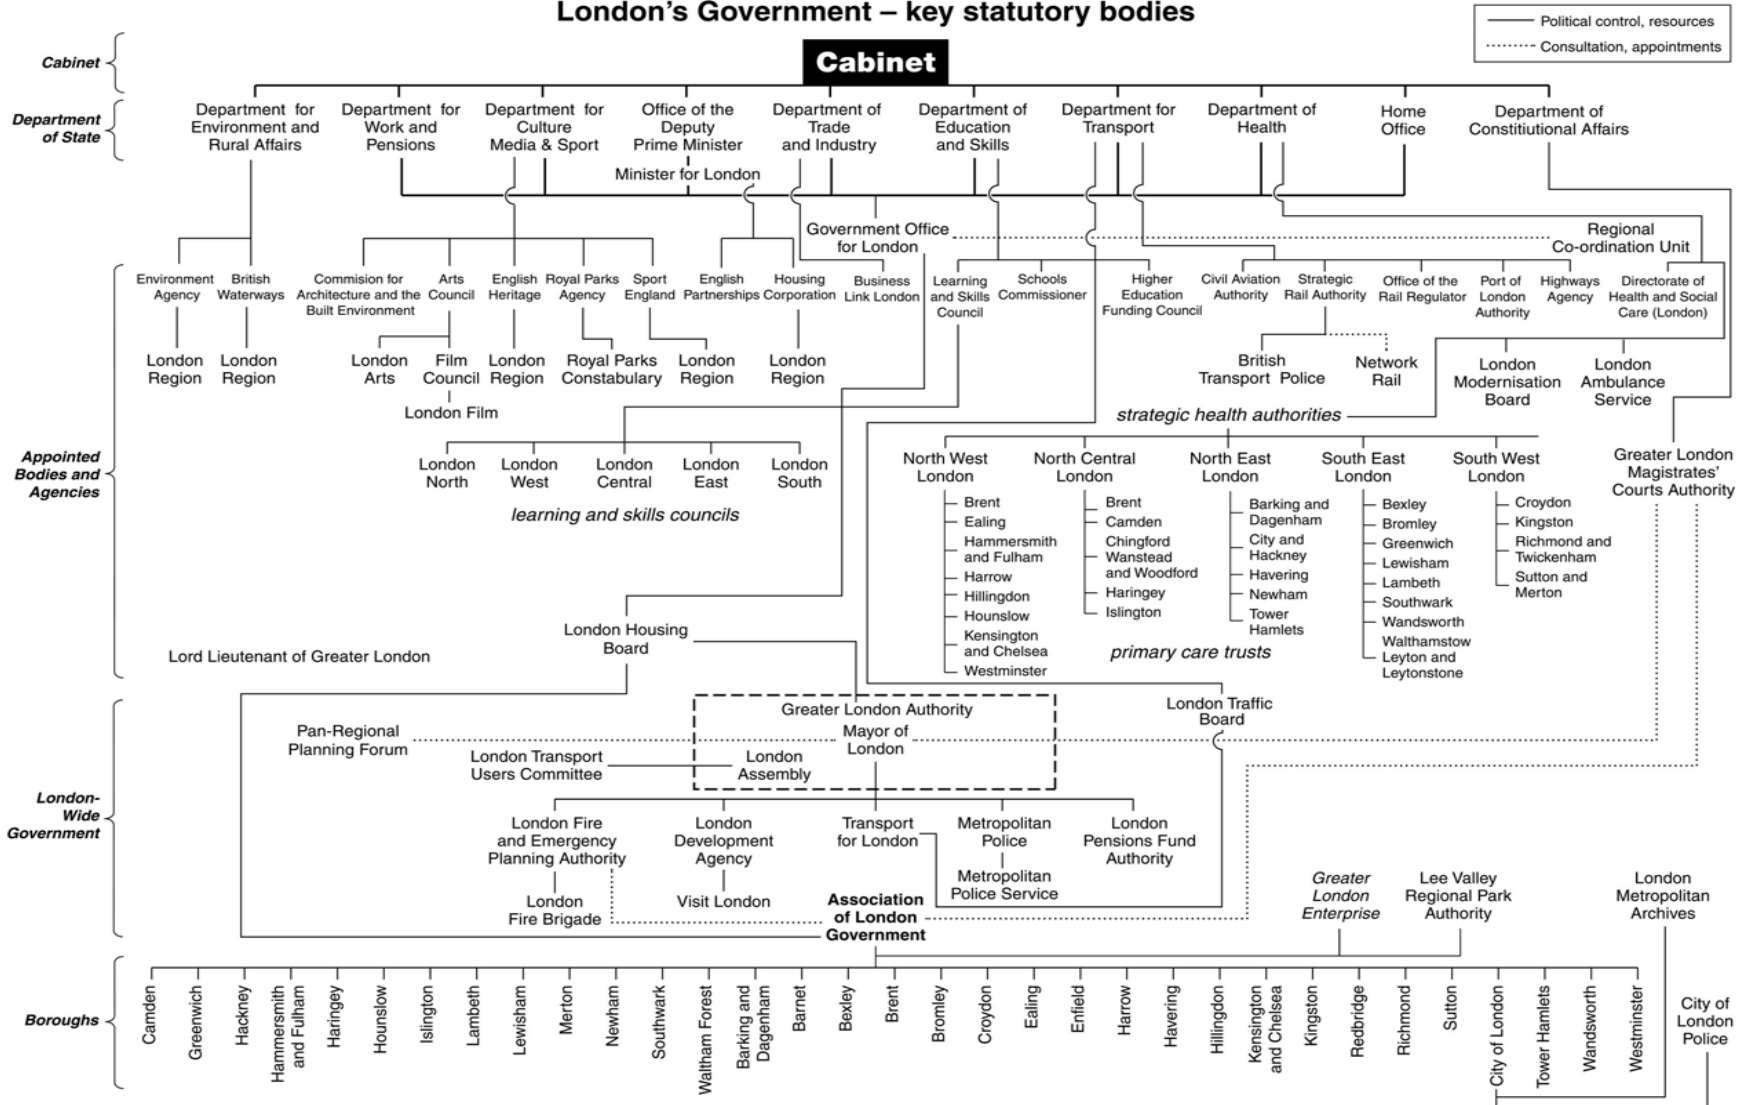 London's Government – key statutory bodies
Political control, resources
Consultation, appointments
Cabinet
Cabinet
Department
of State
Department for
Environment and
Rural Affairs
Department for
Work and
Pensions
Department for
Culture
Media & Sport
Office of the
Deputy
Prime Minister
Minister for London
Department of
Trade
and Industry
Department of
Education
and Skills
Department for
Transport
Department of
Health
Home
Office
Department of
Constitiutional Affairs
Government Office
for London
Regional
Co-ordination Unit
Appointed
Bodies and
Agencies
Environment
Agency
British
Waterways
Commision for
Architecture and the
Built Environment
Arts
Council
English
Heritage
Royal Parks
Agency
Sport
England
English
Partnerships
Housing
Corporation
Business
Link London
Learning
and Skills
Council
Schools
Commissioner
Higher
Education
Funding Council
Civil Aviation
Authority
Strategic
Rail Authority
Office of the
Rail Regulator
Port of
London
Authority
Highways
Agency
Directorate of
Health and Social
Care (London)
London
Region
London
Region
London
Arts
Film
Council
London
Region
Royal Parks
Constabulary
London
Region
London
Region
British
Transport Police
Network
Rail
London
Modernisation
Board
London
Ambulance
Service
London Film
strategic health authorities
London
North
London
West
London
Central
London
East
London
South
learning and skills councils
North West
London
Brent
Ealing
Hammersmith
and Fulham
Harrow
Hillingdon
Hounslow
Kensington
and Chelsea
Westminster
North Central
London
Brent
Camden
Chingford
Wanstead
and Woodford
Haringey
Islington
North East
London
Barking and
Dagenham
City and
Hackney
Havering
Newham
Tower
Hamlets
South East
London
Bexley
Bromley
Greenwich
Lewisham
Lambeth
Southwark
Wandsworth
Walthamstow
Leyton and
Leytonstone
South West
London
Croydon
Kingston
Richmond and
Twickenham
Sutton and
Merton
Greater London
Magistrates'
Courts Authority
primary care trusts
London Housing
Board
Lord Lieutenant of Greater London
London-
Wide
Government
Greater London Authority
Mayor of
London
London
Assembly
London Traffic
Board
Pan-Regional
Planning Forum
London Transport
Users Committee
London Fire
and Emergency
Planning Authority
London
Development
Agency
Transport
for London
Metropolitan
Police
London
Pensions Fund
Authority
London
Fire Brigade
Visit London
Metropolitan
Police Service
Association
of London
Government
Greater
London
Enterprise
Lee Valley
Regional Park
Authority
London
Metropolitan
Archives
Boroughs
Camden
Greenwich
Hackney
Hammersmith
and Fulham
Haringey
Hounslow
Islington
Lambeth
Lewisham
Merton
Newham
Southwark
Waltham Forest
Barking and
Dagenham
Barnet
Bexley
Brent
Bromley
Croydon
Ealing
Enfield
Harrow
Havering
Hillingdon
Kensington
and Chelsea
Kingston
Redbridge
Richmond
Sutton
City of London
Tower Hamlets
Wandsworth
Westminster
City of
London
Police